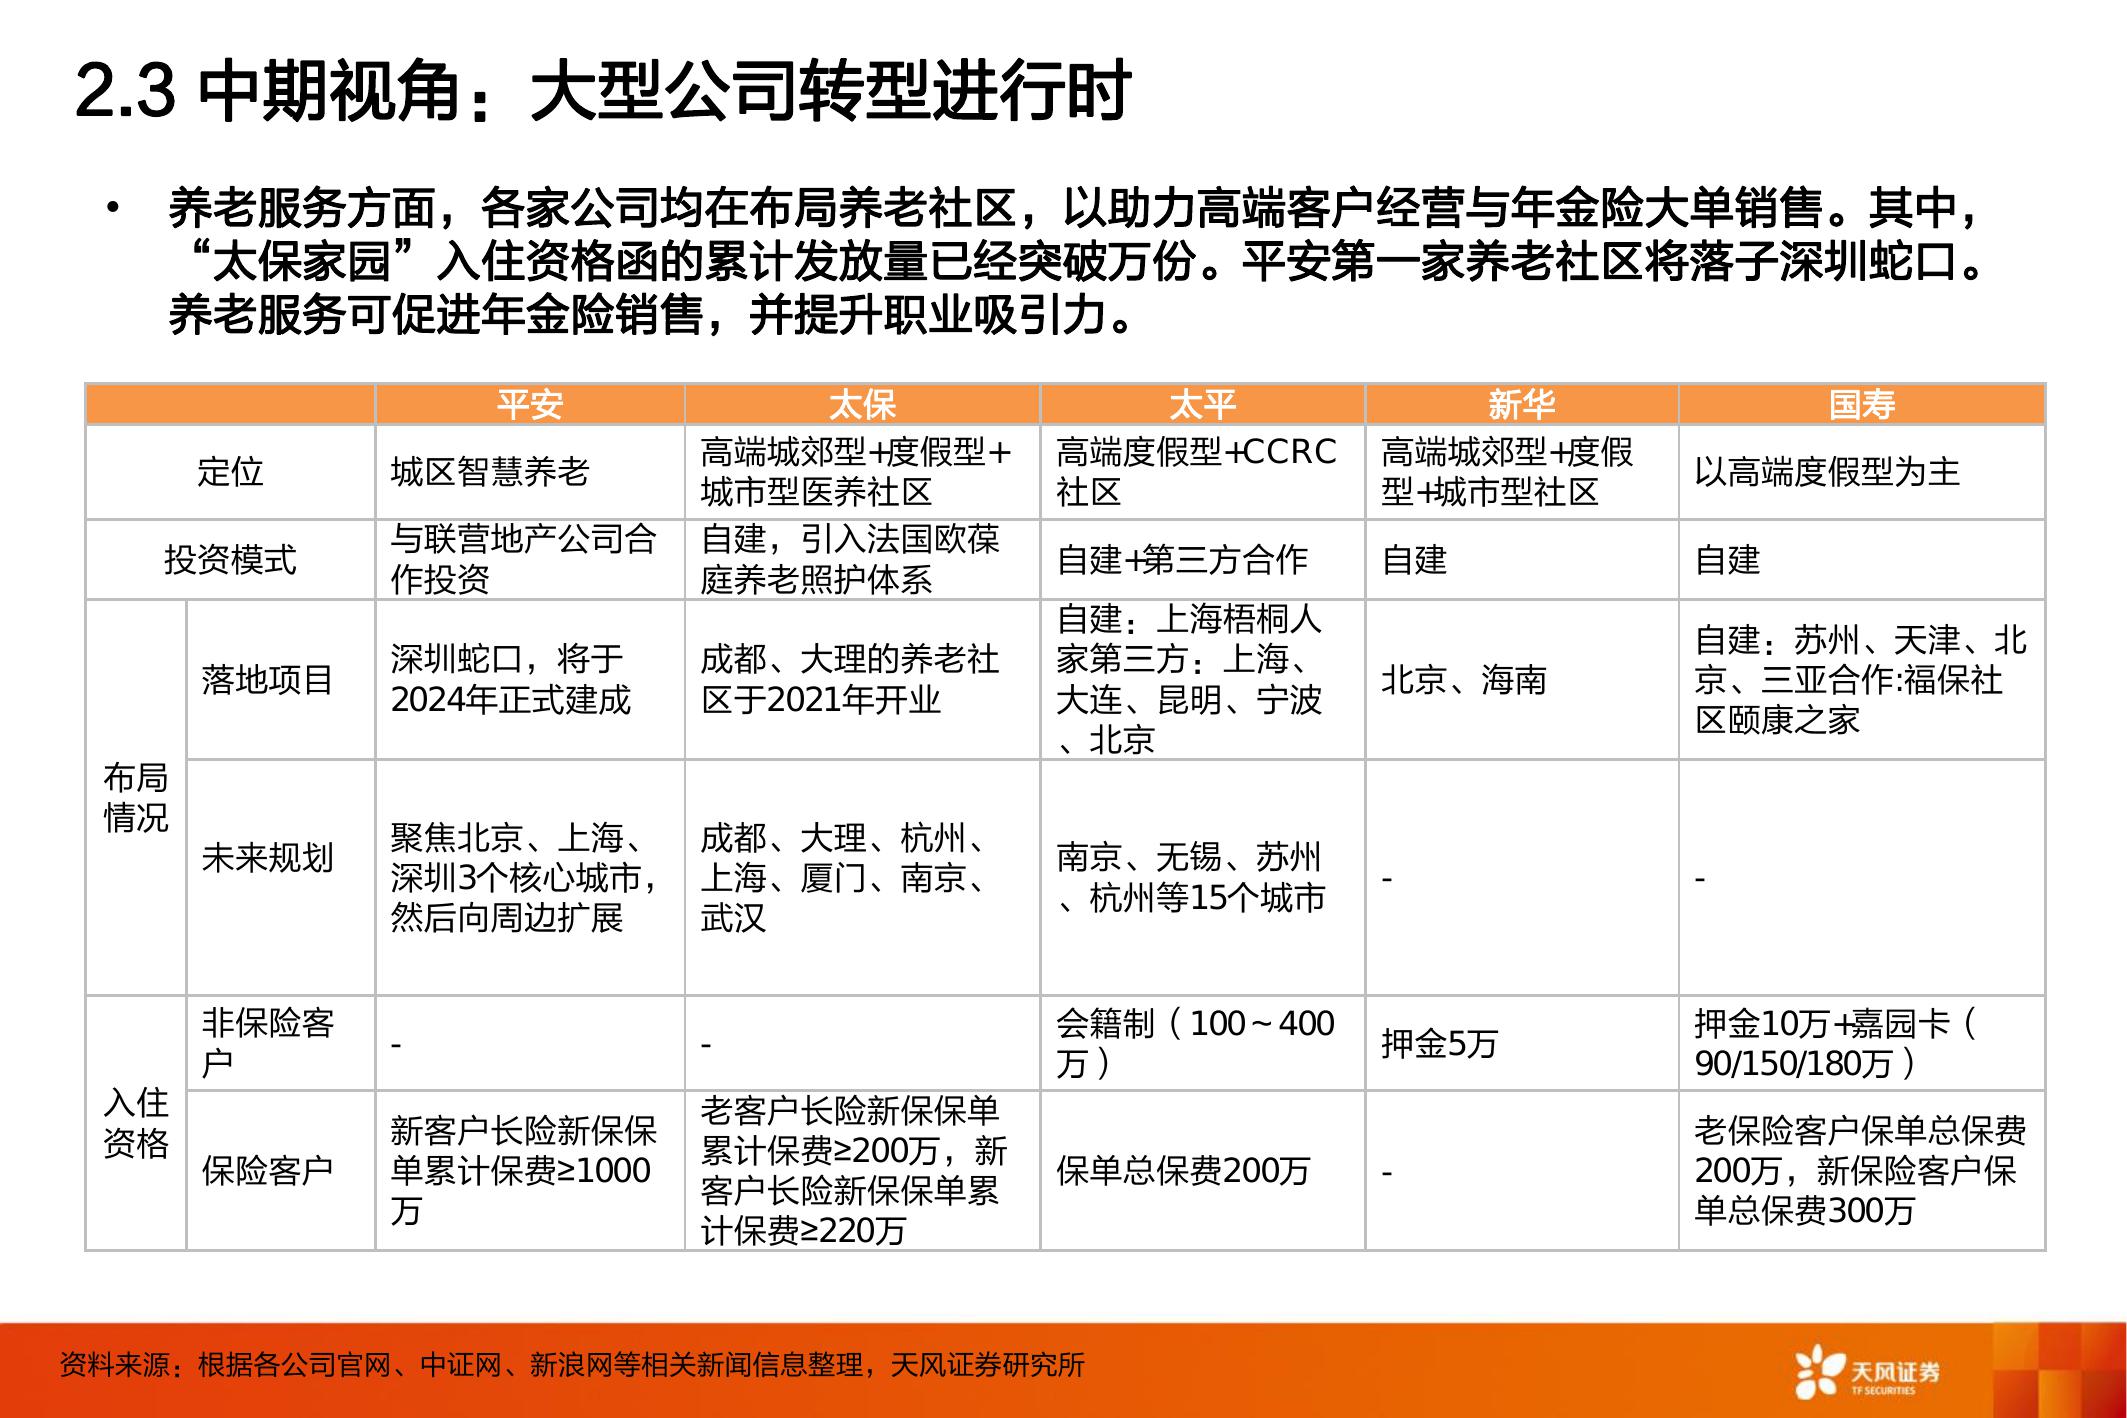 2.3 中期视角：大型公司转型进行时
• 养老服务方面，各家公司均在布局养老社区，以助力高端客户经营与年金险大单销售。其中，
“太保家园”入住资格函的累计发放量已经突破万份。平安第一家养老社区将落子深圳蛇口。
养老服务可促进年金险销售，并提升职业吸引力。
平安
太保
太平
新华
国寿
定位
城区智慧养老
高端城郊型+度假型+
城市型医养社区
高端度假型+CCRC
社区
高端城郊型+度假
型+城市型社区
以高端度假型为主
投资模式
与联营地产公司合
作投资
自建，引入法国欧葆
庭养老照护体系
自建+第三方合作
自建
自建
布局
情况
落地项目
深圳蛇口，将于
2024年正式建成
成都、大理的养老社
区于2021年开业
自建：上海梧桐人
家第三方：上海、
大连、昆明、宁波
、北京
北京、海南
自建：苏州、天津、北
京、三亚合作:福保社
区颐康之家
未来规划
聚焦北京、上海、
深圳3个核心城市，
然后向周边扩展
成都、大理、杭州、
上海、厦门、南京、
武汉
南京、无锡、苏州
、杭州等15个城市
-
-
入住
资格
非保险客
户
-
-
会籍制（100~400
万）
押金5万
押金10万+嘉园卡（
90/150/180万）
保险客户
新客户长险新保保
单累计保费≥1000
万
老客户长险新保保单
累计保费≥200万，新
客户长险新保保单累
计保费≥220万
保单总保费200万
-
老保险客户保单总保费
200万，新保险客户保
单总保费300万
资料来源：根据各公司官网、中证网、新浪网等相关新闻信息整理，天风证券研究所
天风证券
TF SECURITIES